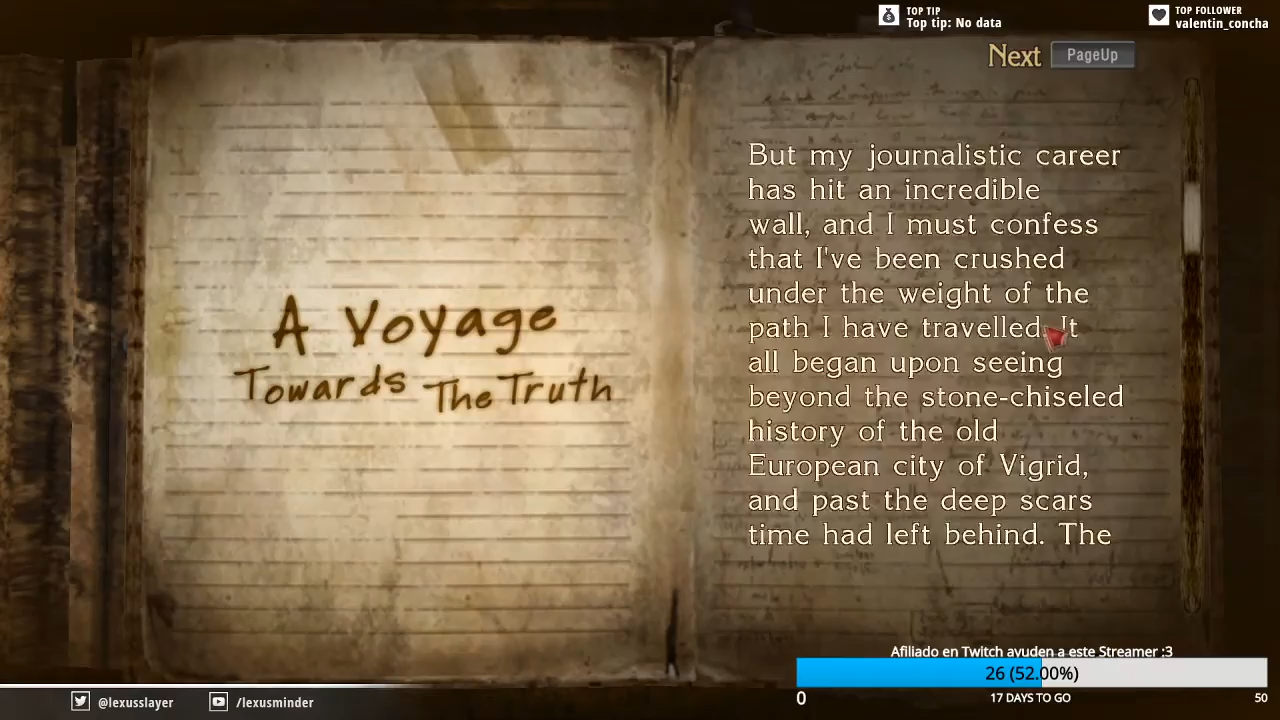 TOP TIP
Top tip: No data
TOP FOLLOWER
valentin_concha
Next PageUp
A Voyage
Towards The Truth
But my journalistic career
has hit an incredible
wall, and I must confess
that I've been crushed
under the weight of the
path I have travelled. It
all began upon seeing
beyond the stone-chiseled
history of the old
European city of Vigrid,
and past the deep scars
time had left behind. The
Afiliado en Twitch ayuden a este Streamer :3
26 (52.00%)
0
17 DAYS TO GO
50
@lexusslayer
/lexusminder